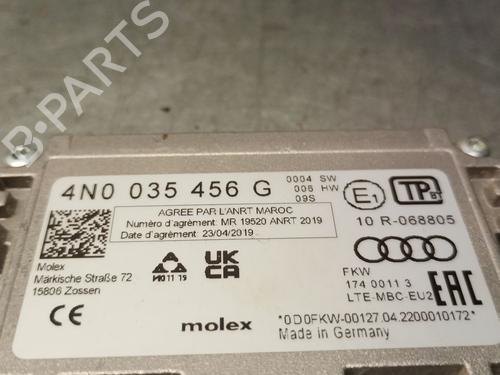 B-PARTS
4N0 035 456 G
0004 SW
006 HW
09S
E1
TP BT
10 R-068805
AGREE PAR L'ANRT MAROC
Numéro d'agrément: MR 19520 ANRT 2019
Date d'agrément: 23/04/2019
Molex
Märkische Straße 72
15806 Zossen
UK
CA
FKW
174 0011 3
LTE-MBC-EU2
EAC
CE
molex
*0D0FKW-00127.04.2200010172*
Made in Germany